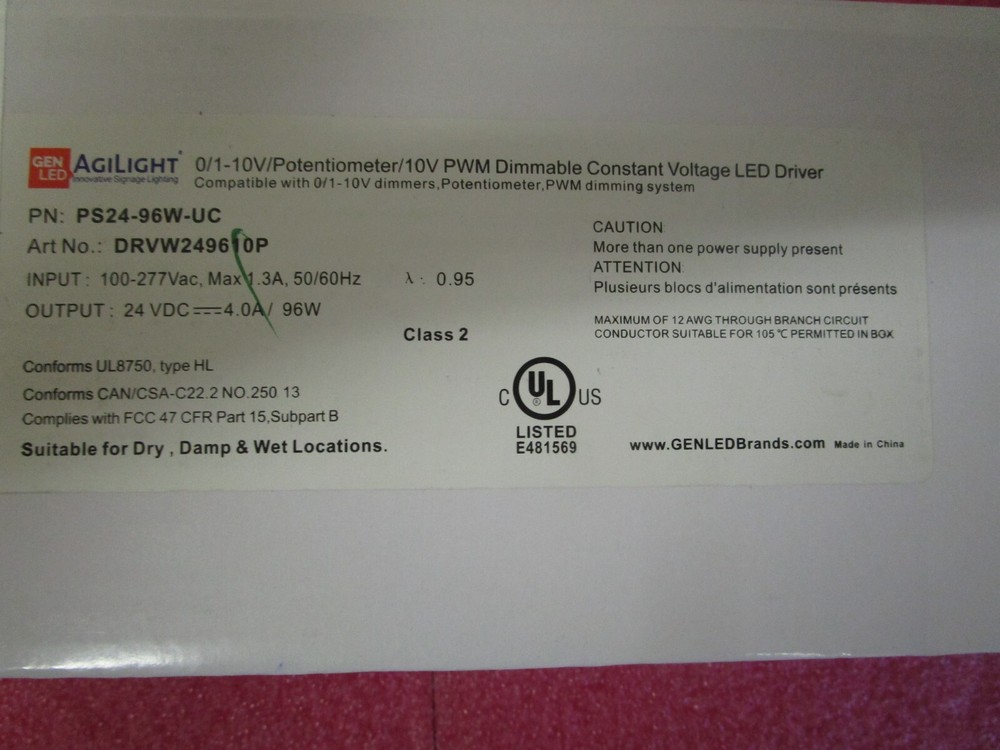 GEN LED AGILIGHT 0/1-10V/Potentiometer/10V PWM Dimmable Constant Voltage LED Driver
Innovative Signage Lighting Compatible with 0/1-10V dimmers,Potentiometer,PWM dimming system
PN: PS24-96W-UC
Art No.: DRVW249610P
INPUT : 100-277Vac, Max 1.3A, 50/60Hz λ : 0.95
OUTPUT : 24 VDC⎓4.0A/ 96W
Class 2
Conforms UL8750, type HL
Conforms CAN/CSA-C22.2 NO.250 13
Complies with FCC 47 CFR Part 15,Subpart B
Suitable for Dry , Damp & Wet Locations.
CAUTION:
More than one power supply present
ATTENTION:
Plusieurs blocs d'alimentation sont présents
MAXIMUM OF 12 AWG THROUGH BRANCH CIRCUIT
CONDUCTOR SUITABLE FOR 105 ℃ PERMITTED IN BOX
C UL ® US
LISTED
E481569
www.GENLEDBrands.com Made in China